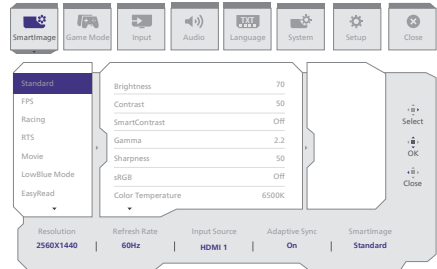 SmartImage
Game Mode
Input
Audio
TXT
Language
System
Setup
Close
Standard
FPS
Racing
RTS
Movie
LowBlue Mode
EasyRead
Brightness 70
Contrast 50
SmartContrast Off
Gamma 2.2
Sharpness 50
sRGB Off
Color Temperature 6500K
Select
OK
Close
Resolution Refresh Rate Input Source Adaptive Sync SmartImage
2560X1440 | 60Hz | HDMI 1 | On | Standard